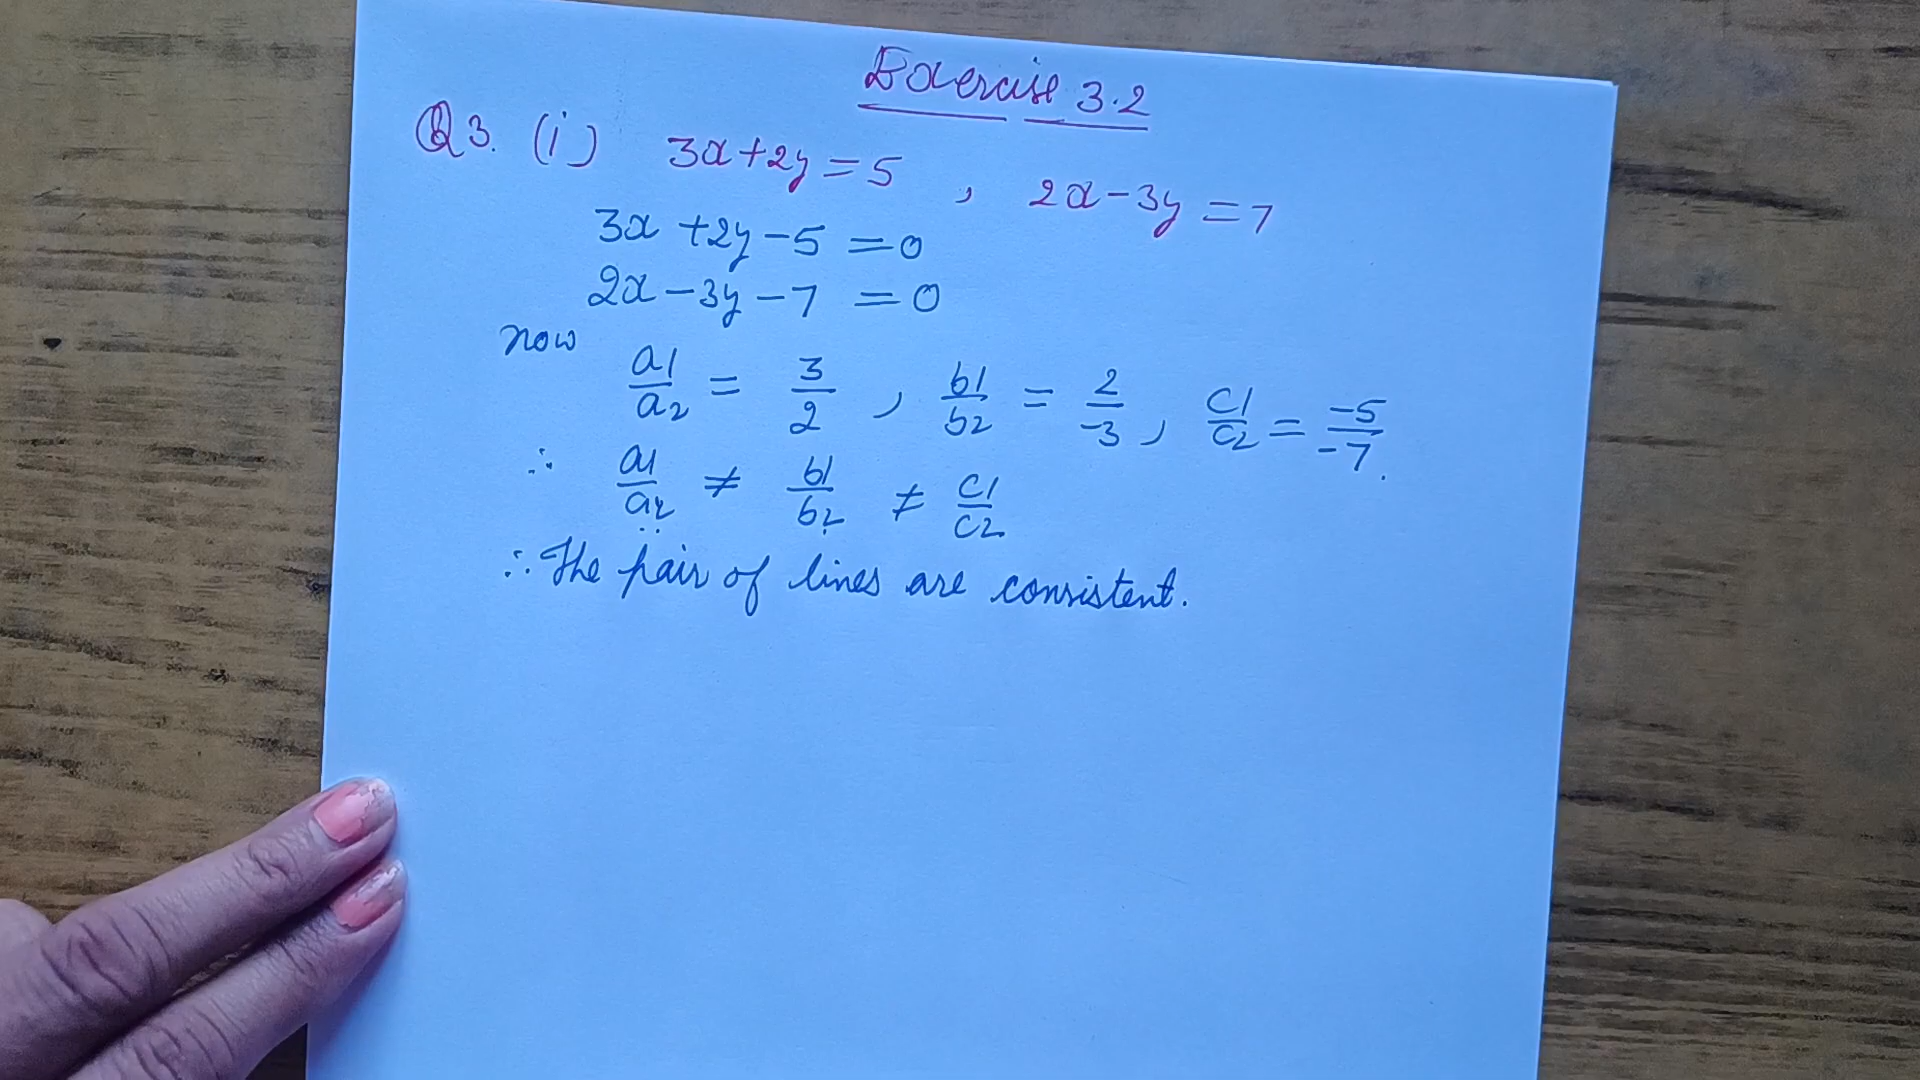 Exercise 3.2
Q3. (i) 3x+2y=5 , 2x-3y=7
3x+2y-5=0
2x-3y-7=0
now
a1/a2 = 3/2 , b1/b2 = 2/-3 , c1/c2 = -5/-7.
∴ a1/a2 ≠ b1/b2 ≠ c1/c2
∴ The pair of lines are consistent.